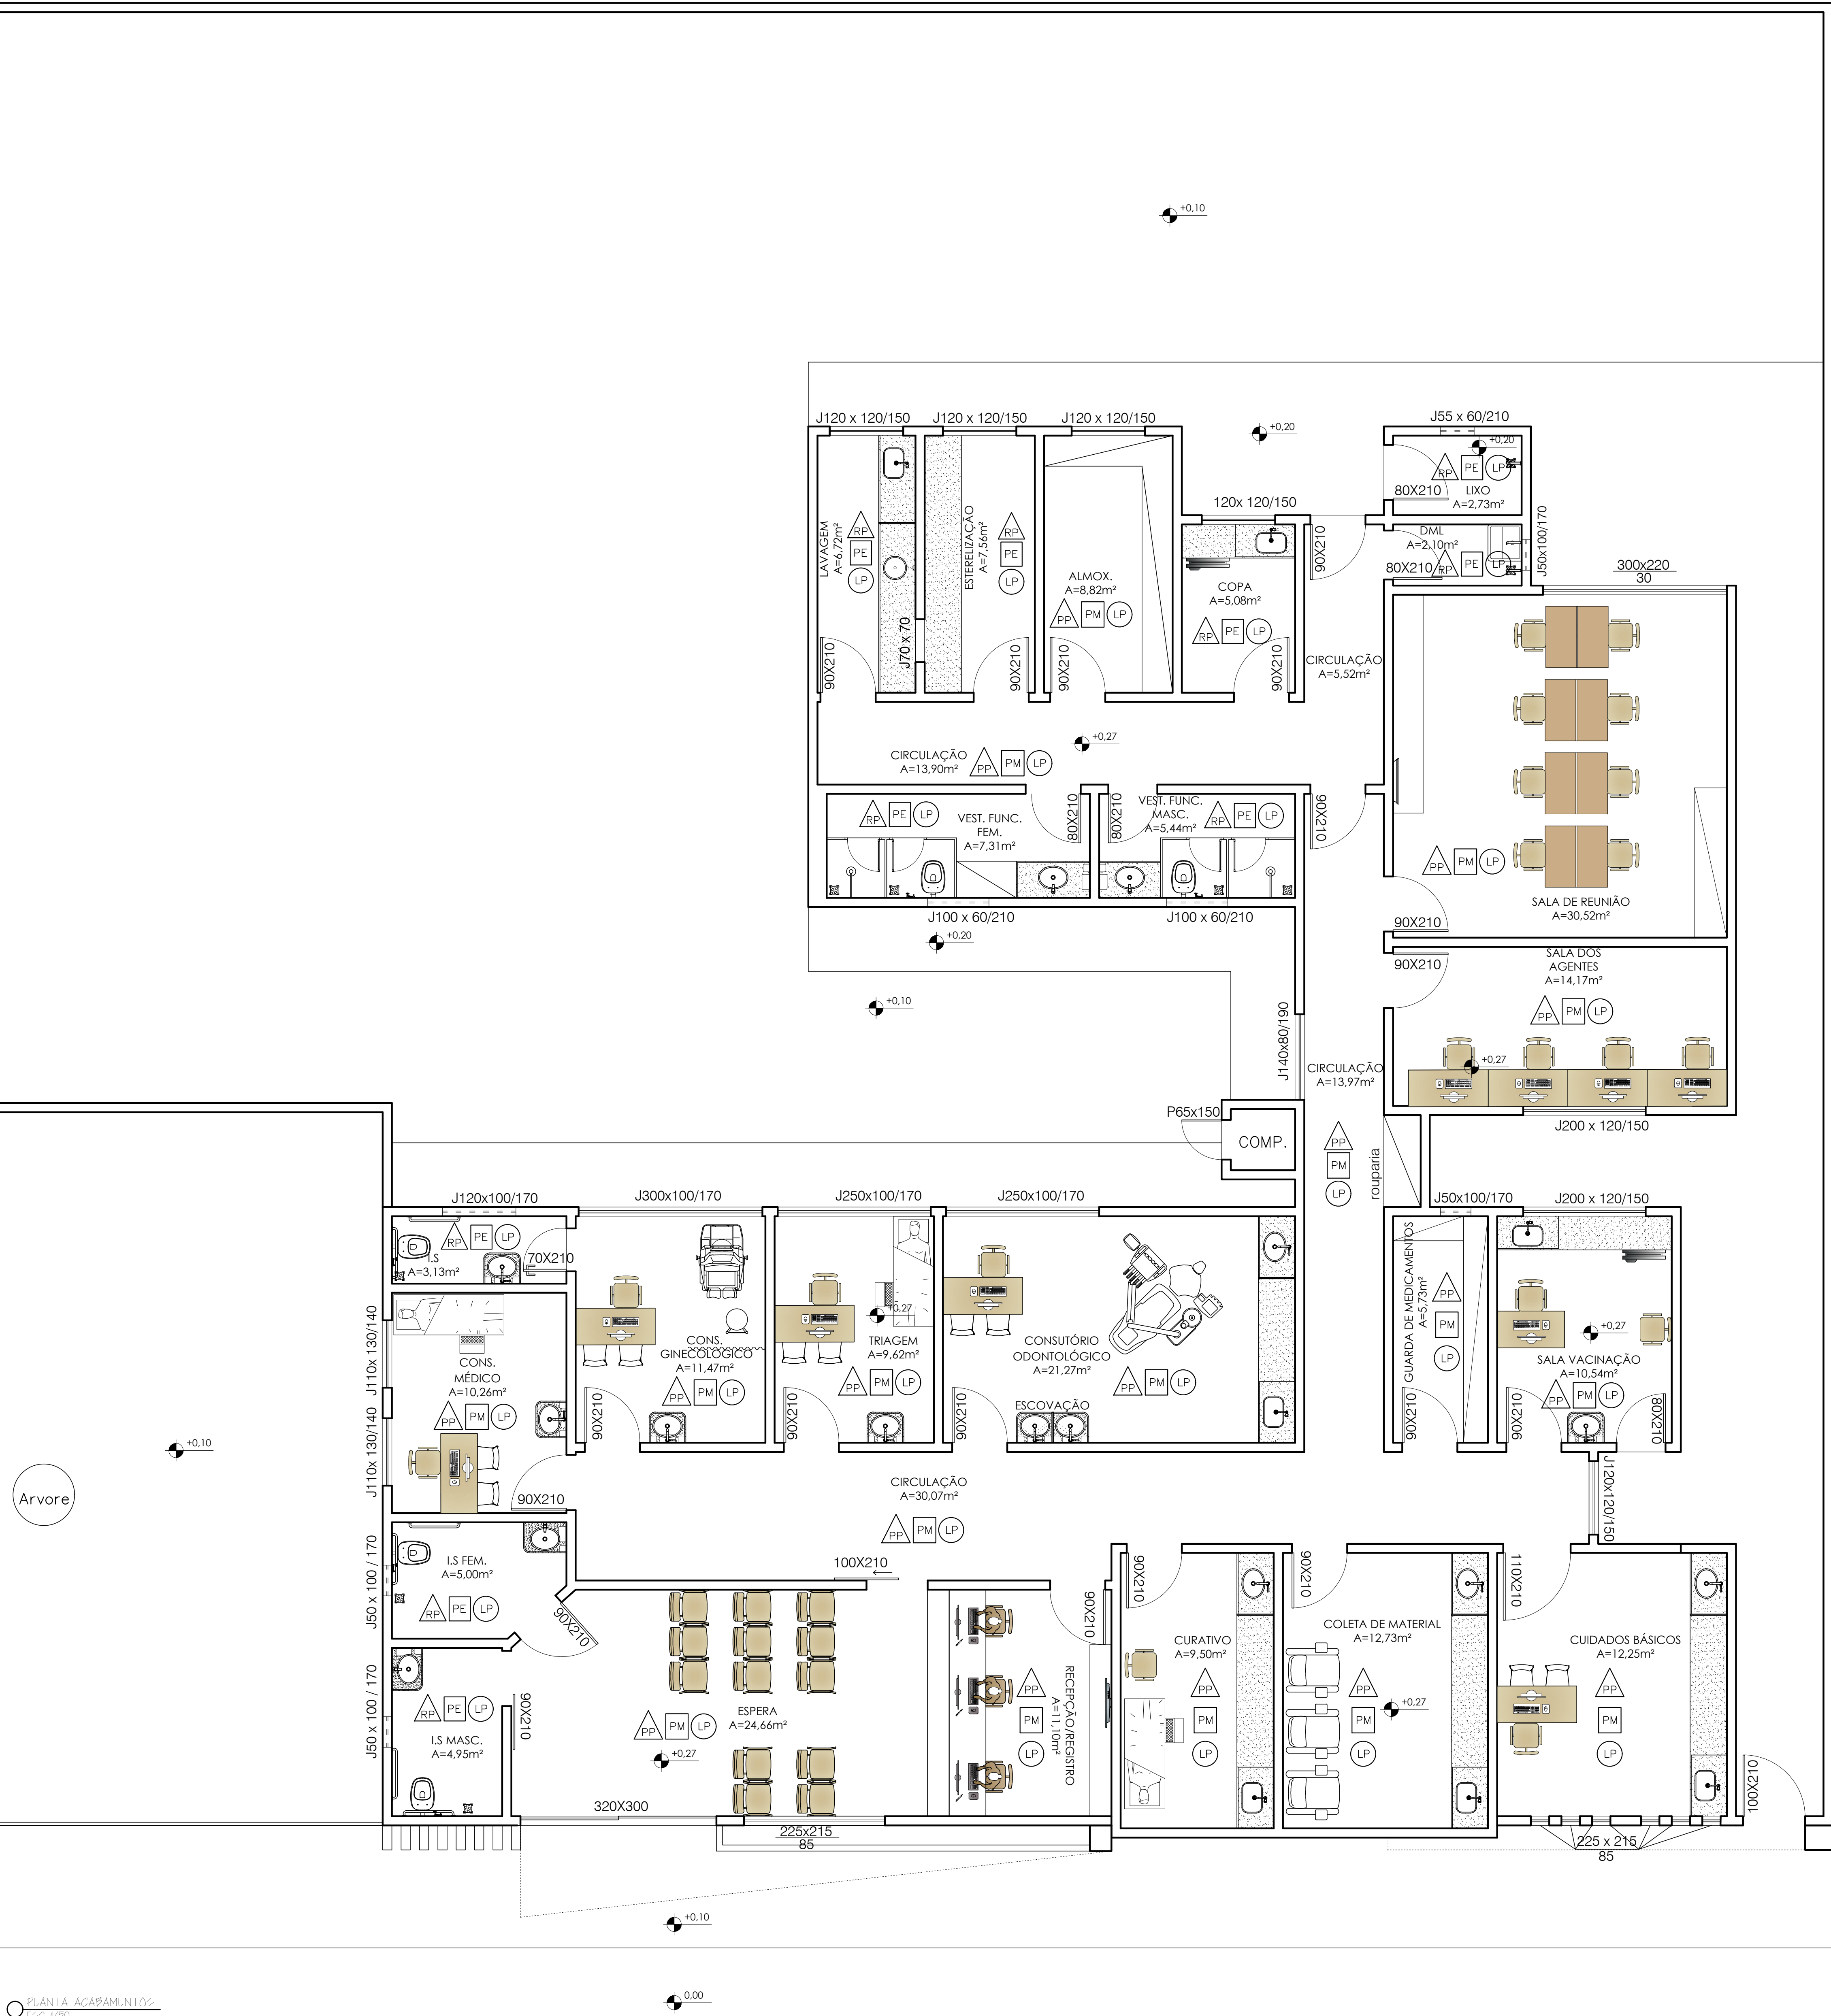 +0,10
J120 x 120/150
J120 x 120/150
J120 x 120/150
+0,20
J55 x 60/210
+0,20
RP
PE
LP
80X210
LIXO
A=2,73m²
120x 120/150
90X210
DML
A=2,10m²
80X210
RP
PE
LP
J50x100/170
300x220
30
LAVAGEM
A=6,72m²
RP
PE
LP
90X210
J70 x 70
ESTERELIZAÇÃO
A=7,56m²
RP
PE
LP
90X210
ALMOX.
A=8,82m²
PP
PM
LP
90X210
COPA
A=5,08m²
RP
PE
LP
90X210
CIRCULAÇÃO
A=5,52m²
CIRCULAÇÃO
A=13,90m²
PP
PM
LP
+0,27
RP
PE
LP
VEST. FUNC.
FEM.
A=7,31m²
80X210
80X210
VEST. FUNC.
MASC.
A=5,44m²
RP
PE
LP
90X210
PP
PM
LP
SALA DE REUNIÃO
A=30,52m²
90X210
J100 x 60/210
J100 x 60/210
+0,20
90X210
SALA DOS
AGENTES
A=14,17m²
PP
PM
LP
+0,10
J140x80/190
+0,27
CIRCULAÇÃO
A=13,97m²
P65x150
COMP.
PP
PM
LP
rouparia
J200 x 120/150
J120x100/170
J300x100/170
J250x100/170
J250x100/170
J50x100/170
J200 x 120/150
RP
PE
LP
I.S
A=3,13m²
70X210
J110x 130/140
CONS.
MÉDICO
A=10,26m²
PP
PM
LP
J110x 130/140
90X210
CONS.
GINECOLÓGICO
A=11,47m²
PP
PM
LP
90X210
+0,27
TRIAGEM
A=9,62m²
PP
PM
LP
90X210
CONSUTÓRIO
ODONTOLÓGICO
A=21,27m²
PP
PM
LP
ESCOVAÇÃO
90X210
GUARDA DE MEDICAMENTOS
A=5,73m²
PP
PM
LP
90X210
+0,27
SALA VACINAÇÃO
A=10,54m²
PP
PM
LP
90X210
80X210
+0,10
Arvore
CIRCULAÇÃO
A=30,07m²
PP
PM
LP
J120x120/150
J50 x 100 / 170
I.S FEM.
A=5,00m²
RP
PE
LP
90X210
100X210
90X210
90X210
90X210
110X210
J50 x 100 / 170
RP
PE
LP
I.S MASC.
A=4,95m²
90X210
PP
PM
LP
ESPERA
A=24,66m²
+0,27
RECEPÇÃO/REGISTRO
A=11,10m²
PP
PM
LP
CURATIVO
A=9,50m²
PP
PM
LP
COLETA DE MATERIAL
A=12,73m²
PP
PM
LP
+0,27
CUIDADOS BÁSICOS
A=12,25m²
PP
PM
LP
100X210
320X300
225x215
85
225 x 215
85
+0,10
0,00
PLANTA ACABAMENTOS